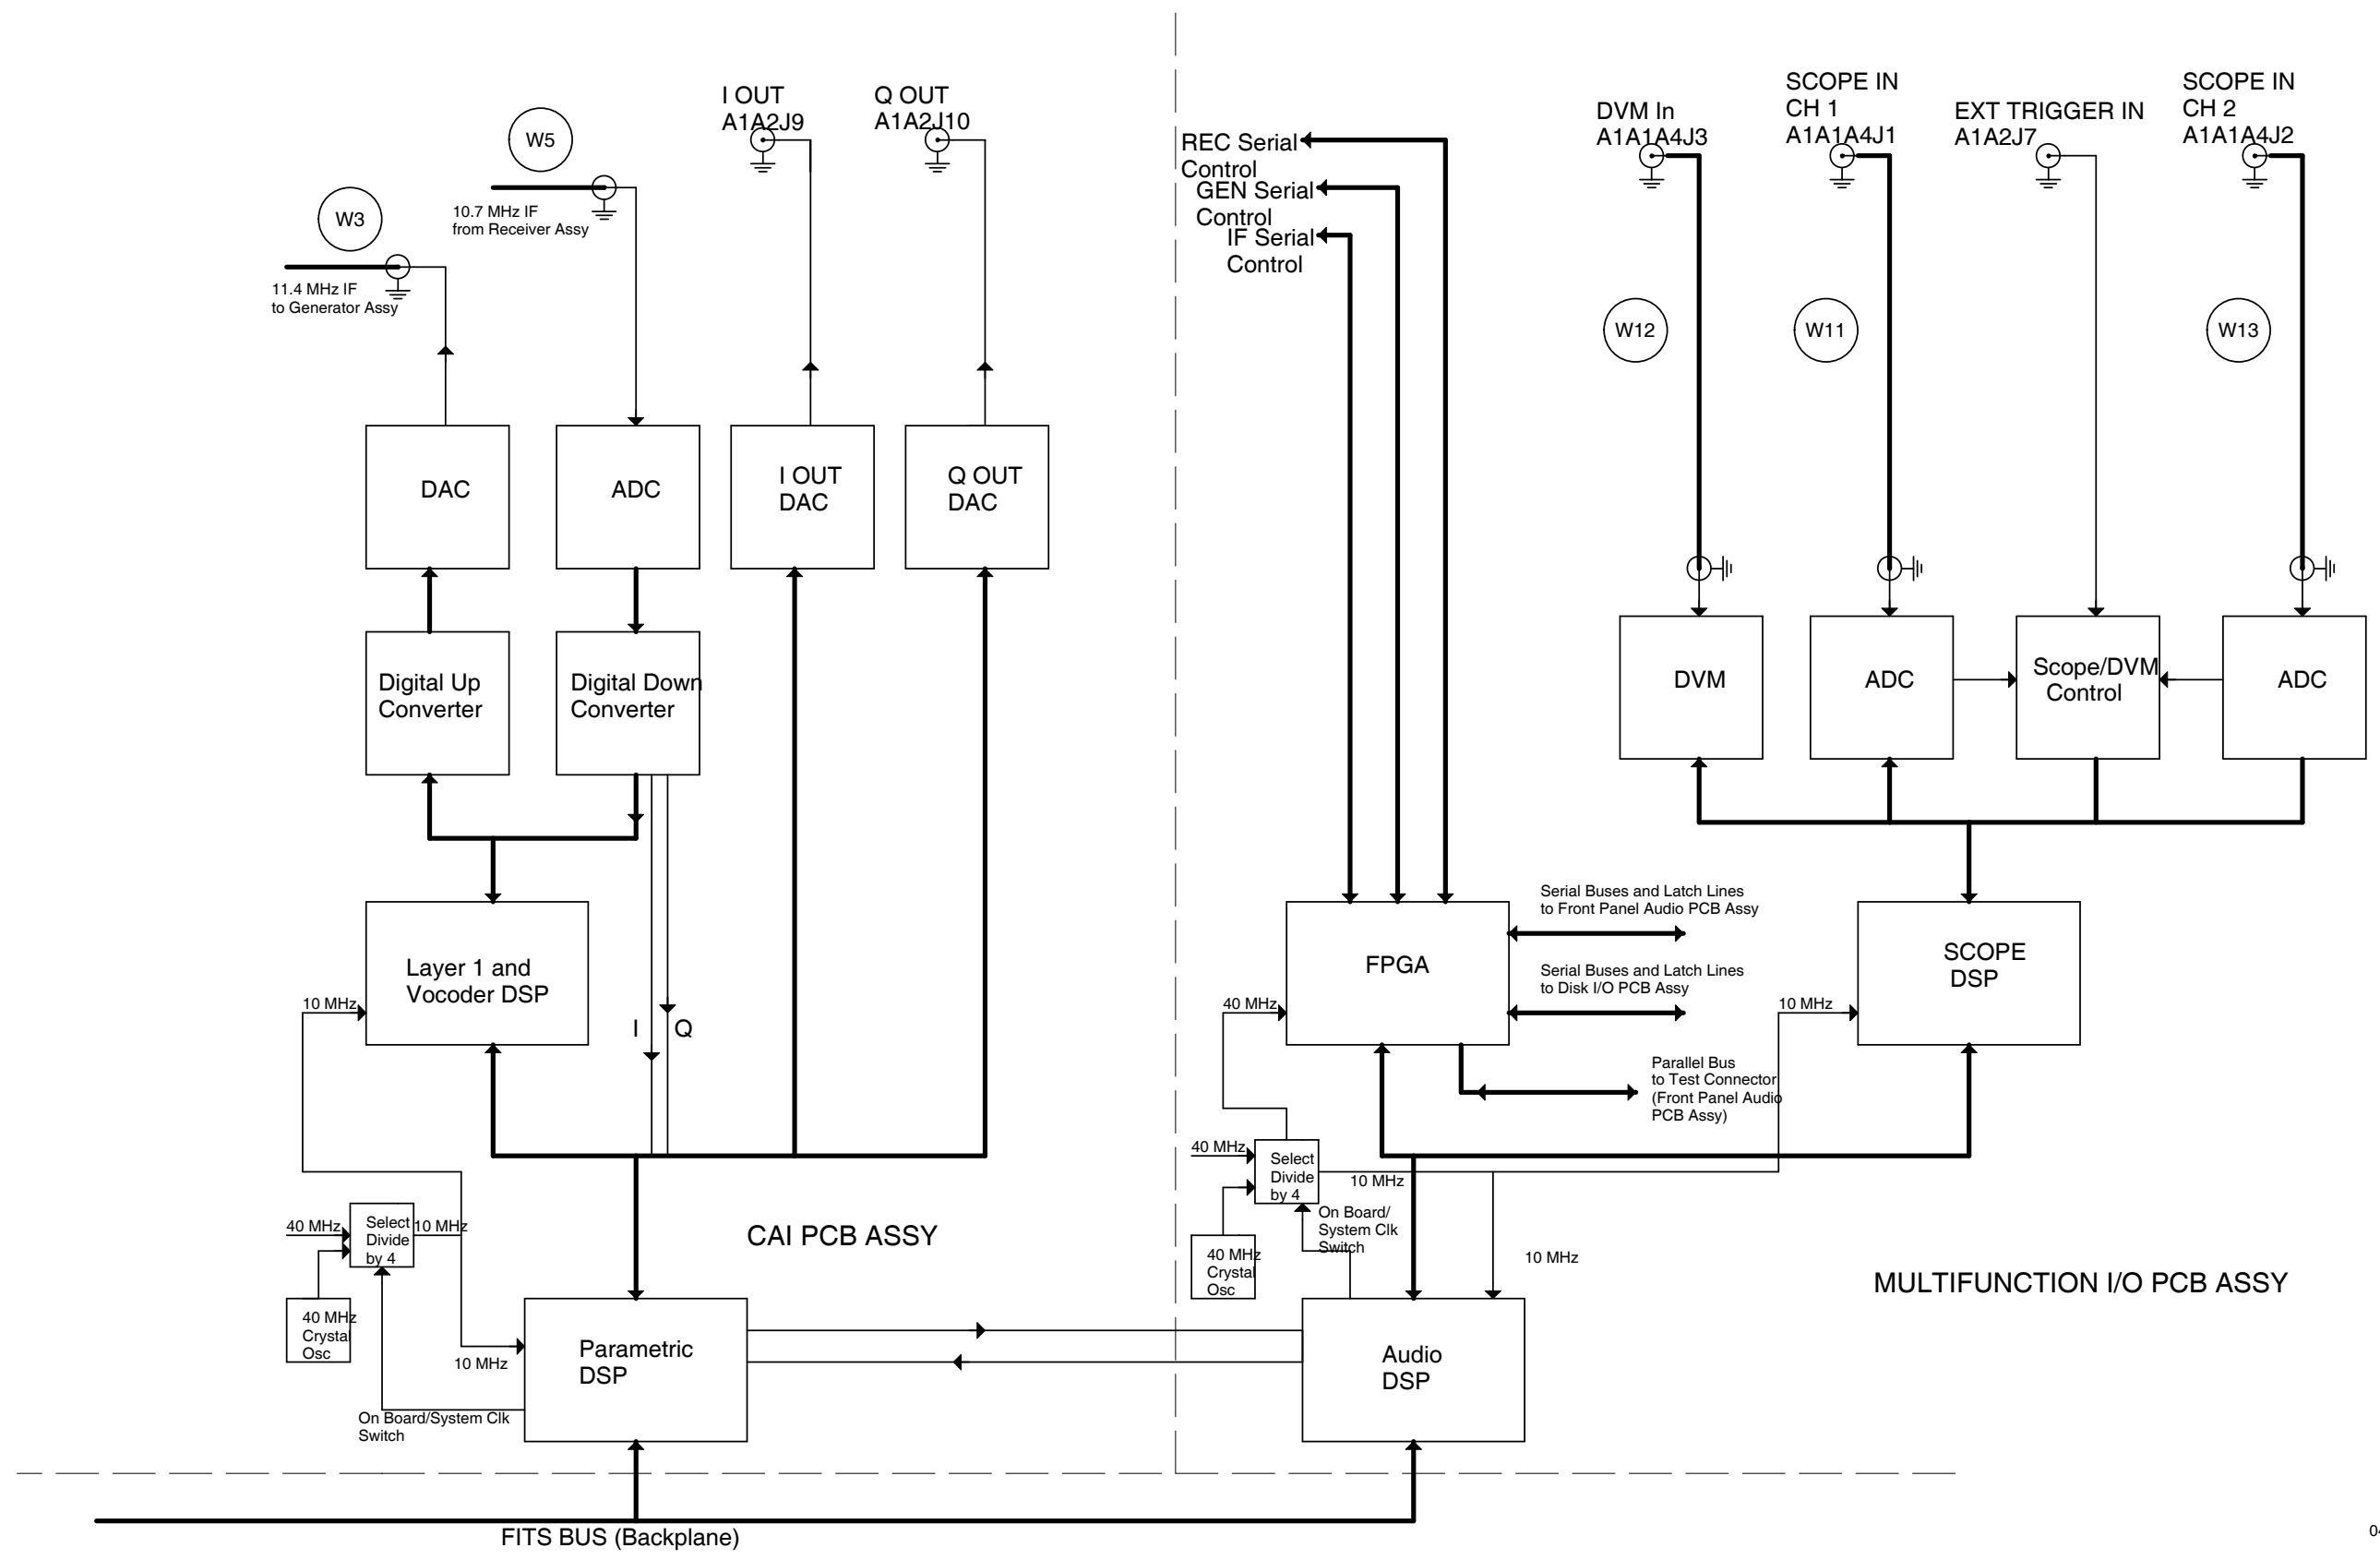 I OUT
A1A2J9
Q OUT
A1A2J10
W5
10.7 MHz IF
from Receiver Assy
W3
11.4 MHz IF
to Generator Assy
REC Serial
Control
GEN Serial
Control
IF Serial
Control
DVM In
A1A1A4J3
SCOPE IN
CH 1
A1A1A4J1
EXT TRIGGER IN
A1A2J7
SCOPE IN
CH 2
A1A1A4J2
W12
W11
W13
DAC
ADC
I OUT
DAC
Q OUT
DAC
Digital Up
Converter
Digital Down
Converter
DVM
ADC
Scope/DVM
Control
ADC
Layer 1 and
Vocoder DSP
10 MHz
I
Q
FPGA
40 MHz
Serial Buses and Latch Lines
to Front Panel Audio PCB Assy
Serial Buses and Latch Lines
to Disk I/O PCB Assy
Parallel Bus
to Test Connector
(Front Panel Audio
PCB Assy)
10 MHz
SCOPE
DSP
40 MHz
Select
Divide
by 4
10 MHz
40 MHz
Crystal
Osc
On Board/
System Clk
Switch
10 MHz
40 MHz
Select
Divide
by 4
10 MHz
40 MHz
Crystal
Osc
10 MHz
On Board/System Clk
Switch
CAI PCB ASSY
MULTIFUNCTION I/O PCB ASSY
Parametric
DSP
Audio
DSP
FITS BUS (Backplane)